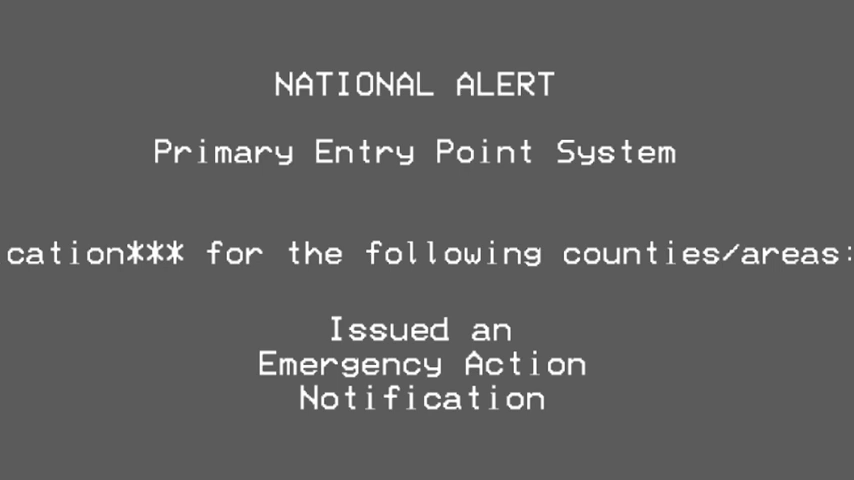 NATIONAL ALERT
Primary Entry Point System
cation*** for the following counties/areas:
Issued an
Emergency Action
Notification